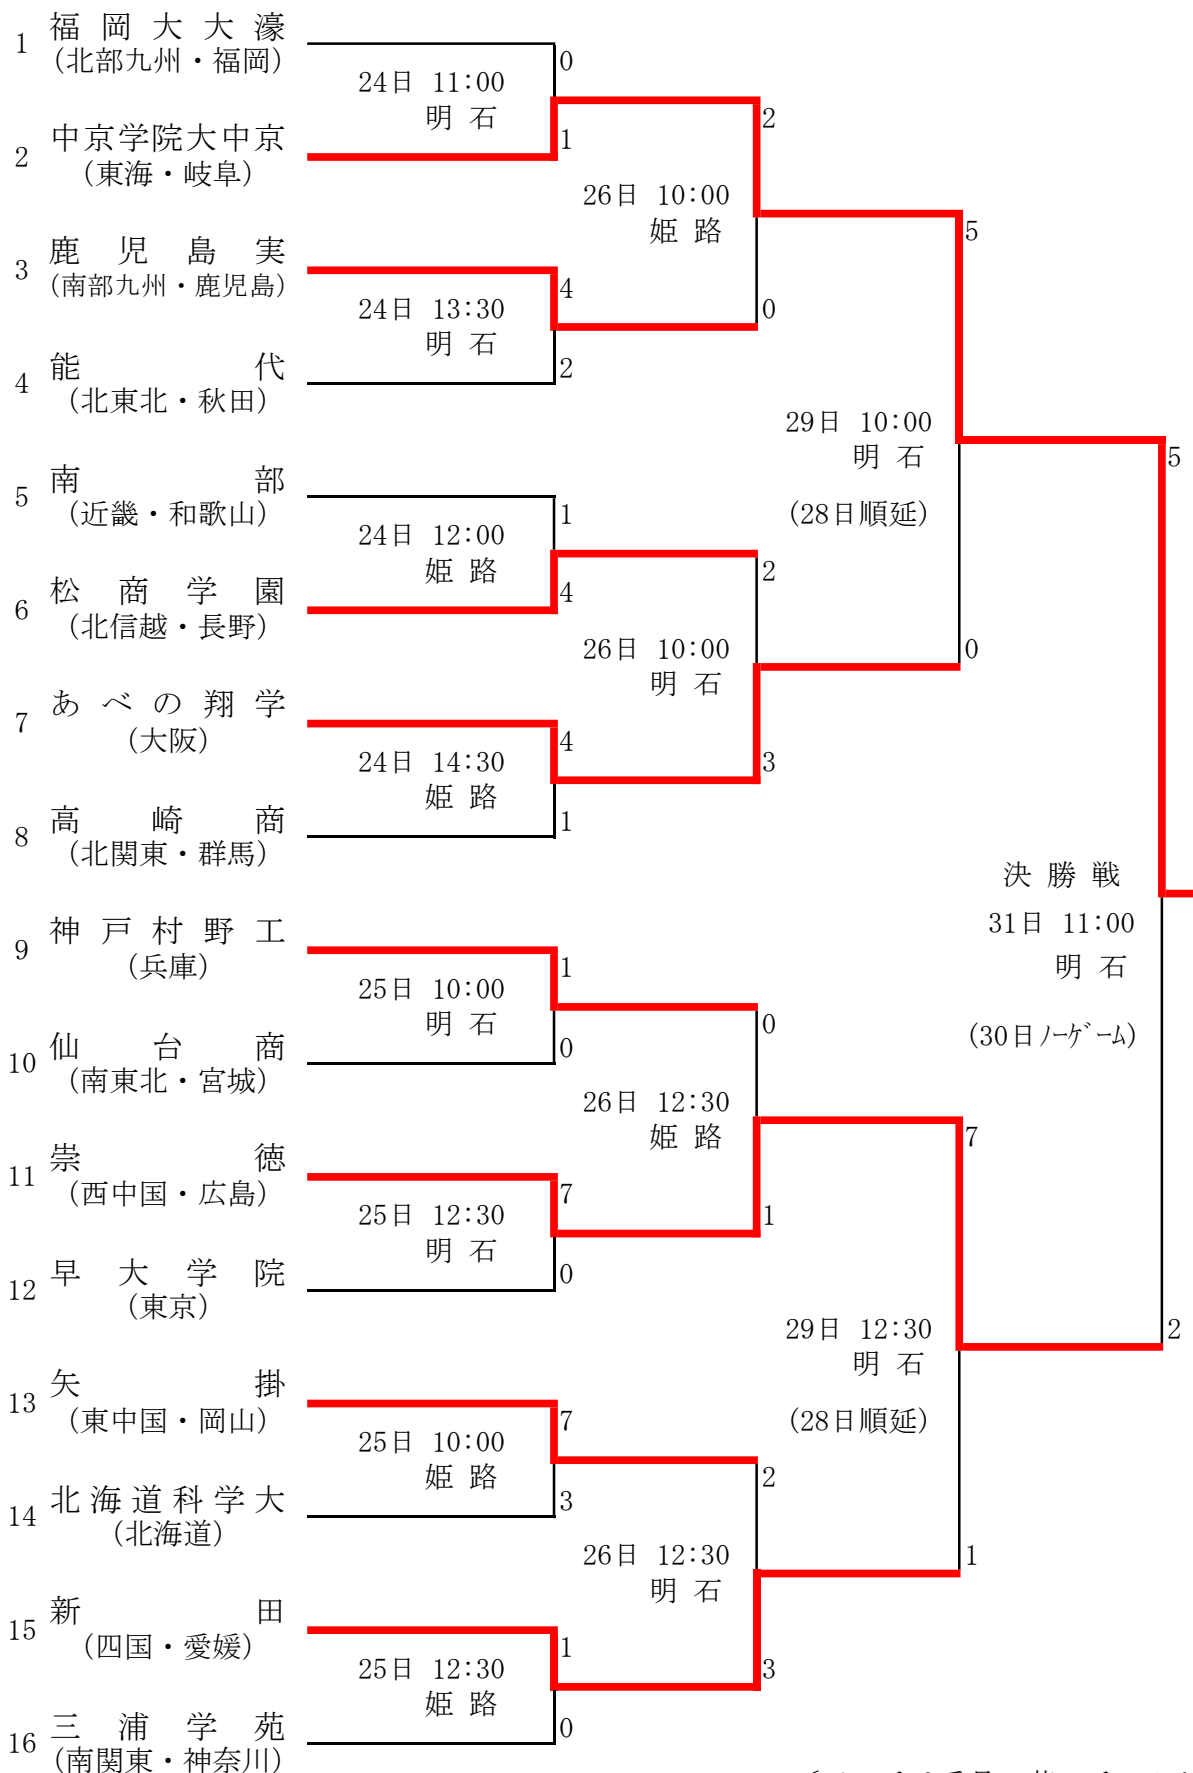 1 福岡大大濠
(北部九州・福岡)
0
24日 11:00
明石
2 中京学院大中京
(東海・岐阜)
1
2
26日 10:00
姫路
3 鹿児島実
(南部九州・鹿児島)
4
24日 13:30
明石
0
4 能代
(北東北・秋田)
2
5
29日 10:00
明石
(28日順延)
5 南部
(近畿・和歌山)
1
24日 12:00
姫路
6 松商学園
(北信越・長野)
4
2
26日 10:00
明石
0
7 あべの翔学
(大阪)
4
24日 14:30
姫路
3
8 高崎商
(北関東・群馬)
1
5
決勝戦
31日 11:00
明石
(30日ノーゲーム)
2
9 神戸村野工
(兵庫)
1
25日 10:00
明石
10 仙台商
(南東北・宮城)
0
0
26日 12:30
姫路
7
11 崇徳
(西中国・広島)
7
25日 12:30
明石
1
12 早大学院
(東京)
0
29日 12:30
明石
(28日順延)
13 矢掛
(東中国・岡山)
7
25日 10:00
姫路
14 北海道科学大
(北海道)
3
2
26日 12:30
明石
1
15 新田
(四国・愛媛)
1
25日 12:30
姫路
3
16 三浦学苑
(南関東・神奈川)
0